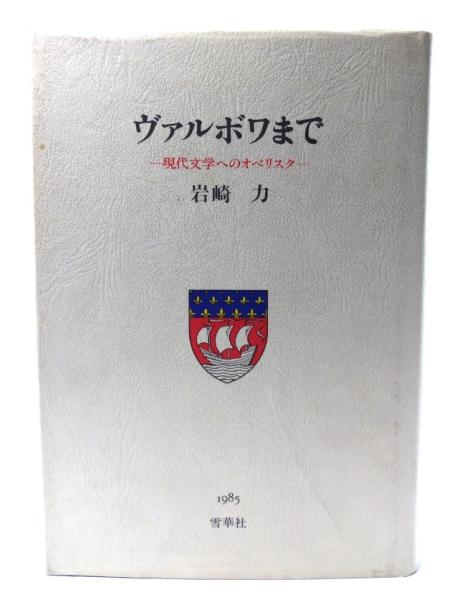 ヴァルボワまで
—現代文学へのオベリスク—
岩崎 力
1985
雪華社